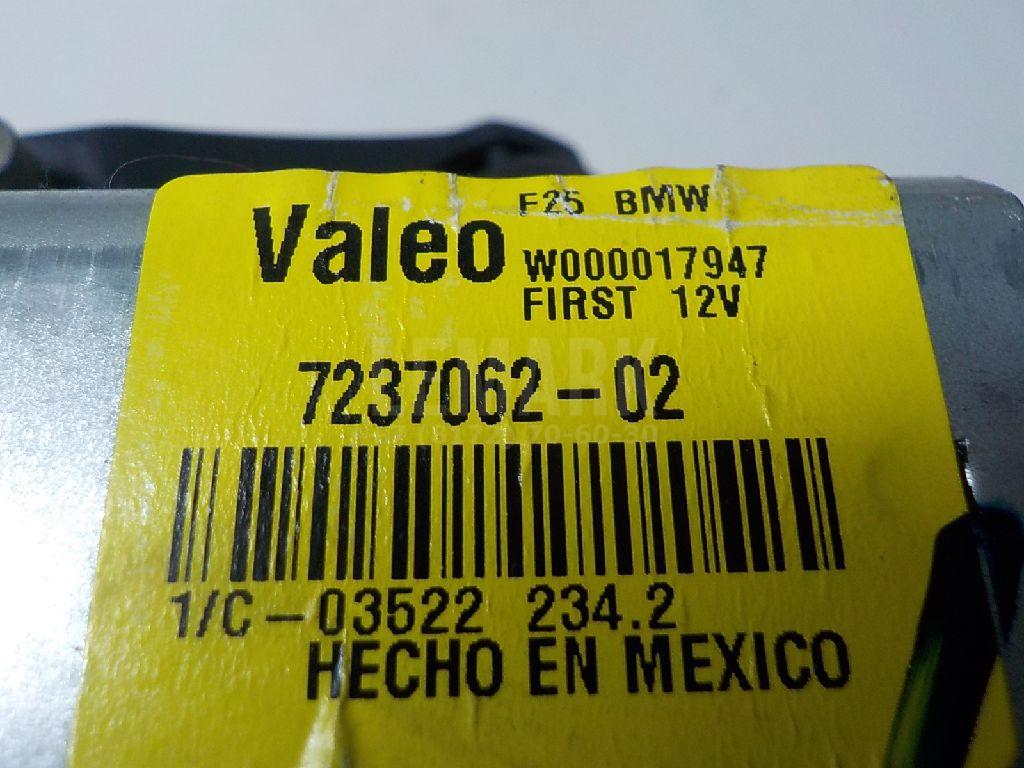 F25 BMW
Valeo W000017947
FIRST 12V
7237062-02
1/C-03522 234.2
HECHO EN MEXICO